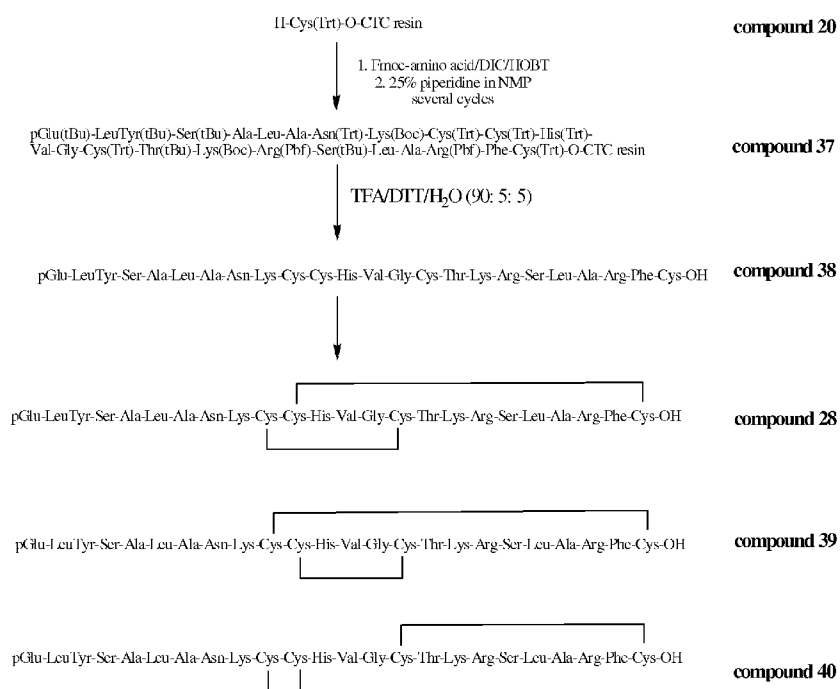 H-Cys(Trt)-O-CTC resin
compound 20
1. Fmoc-amino acid/DIC/HOBT
2. 25% piperidine in NMP
several cycles
pGlu(tBu)-LeuTyr(tBu)-Ser(tBu)-Ala-Leu-Ala-Asn(Trt)-Lys(Boc)-Cys(Trt)-Cys(Trt)-His(Trt)-
Val-Gly-Cys(Trt)-Thr(tBu)-Lys(Boc)-Arg(Pbf)-Ser(tBu)-Leu-Ala-Arg(Pbf)-Phe-Cys(Trt)-O-CTC resin
compound 37
TFA/DTT/H2O (90: 5: 5)
pGlu-LeuTyr-Ser-Ala-Leu-Ala-Asn-Lys-Cys-Cys-His-Val-Gly-Cys-Thr-Lys-Arg-Ser-Leu-Ala-Arg-Phe-Cys-OH
compound 38
pGlu-LeuTyr-Ser-Ala-Leu-Ala-Asn-Lys-Cys-Cys-His-Val-Gly-Cys-Thr-Lys-Arg-Ser-Leu-Ala-Arg-Phe-Cys-OH
compound 28
pGlu-LeuTyr-Ser-Ala-Leu-Ala-Asn-Lys-Cys-Cys-His-Val-Gly-Cys-Thr-Lys-Arg-Ser-Leu-Ala-Arg-Phe-Cys-OH
compound 39
pGlu-LeuTyr-Ser-Ala-Leu-Ala-Asn-Lys-Cys-Cys-His-Val-Gly-Cys-Thr-Lys-Arg-Ser-Leu-Ala-Arg-Phe-Cys-OH
compound 40